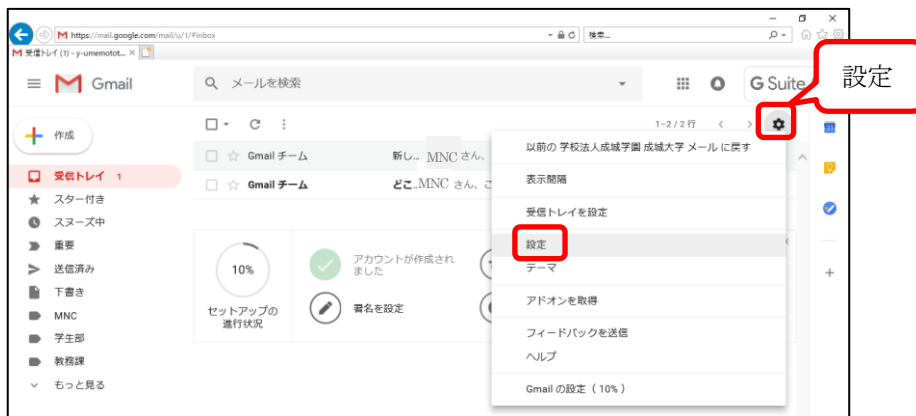 https://mail.google.com/mail/u/1/#inbox
検索...
受信トレイ (1) - y-umemotot...
設定
Gmail
メールを検索
G Suite
作成
1-2 / 2 行
受信トレイ 1
スター付き
スヌーズ中
重要
送信済み
下書き
MNC
学生部
教務課
もっと見る
Gmail チーム 新し... MNC さん、
Gmail チーム どこ..MNC さん、こ
10%
セットアップの
進行状況
アカウントが作成され
ました
署名を設定
以前の 学校法人成城学園 成城大学 メール に戻す
表示間隔
受信トレイを設定
設定
テーマ
アドオンを取得
フィードバックを送信
ヘルプ
Gmail の設定（ 10% ）